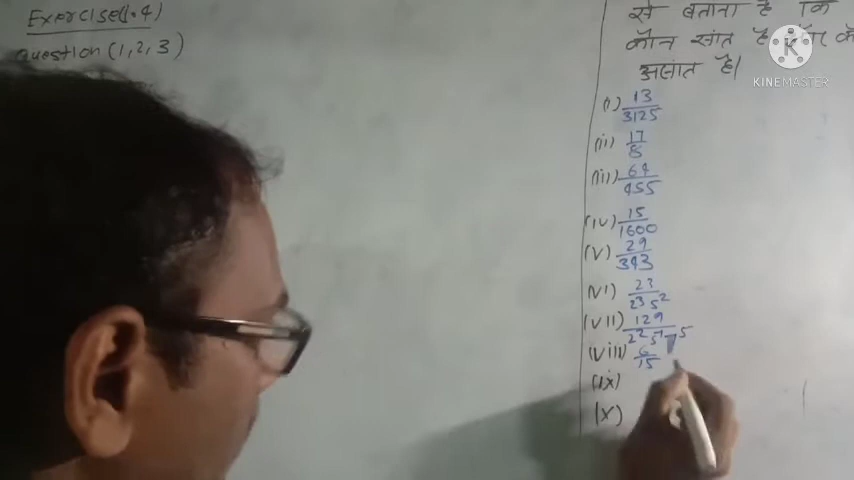 Exercise(1.4)
Question (1,2,3)
से बताना है कि
कौन सांत है और कौ
असांत है।
KINEMASTER
(i) 13/3125
(ii) 17/8
(iii) 64/455
(iv) 15/1600
(v) 29/343
(vi) 23/2³5²
(vii) 129/2²5⁷7⁵
(viii) 6/15
(ix)
(x)